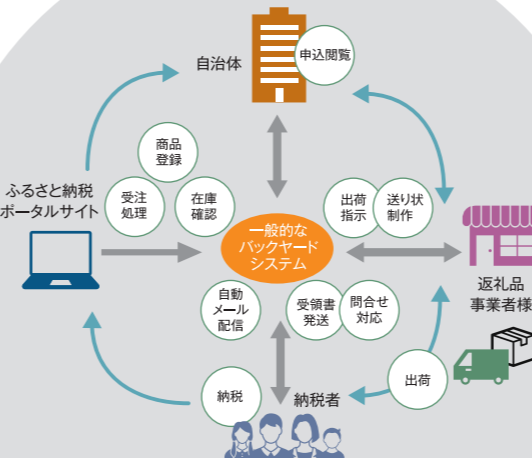 自治体
申込閲覧
商品
登録
受注
処理
在庫
確認
ふるさと納税
ポータルサイト
出荷
指示
送り状
制作
一般的な
バックヤード
システム
返礼品
事業者様
自動
メール
配信
受領書
発送
問合せ
対応
納税
納税者
出荷